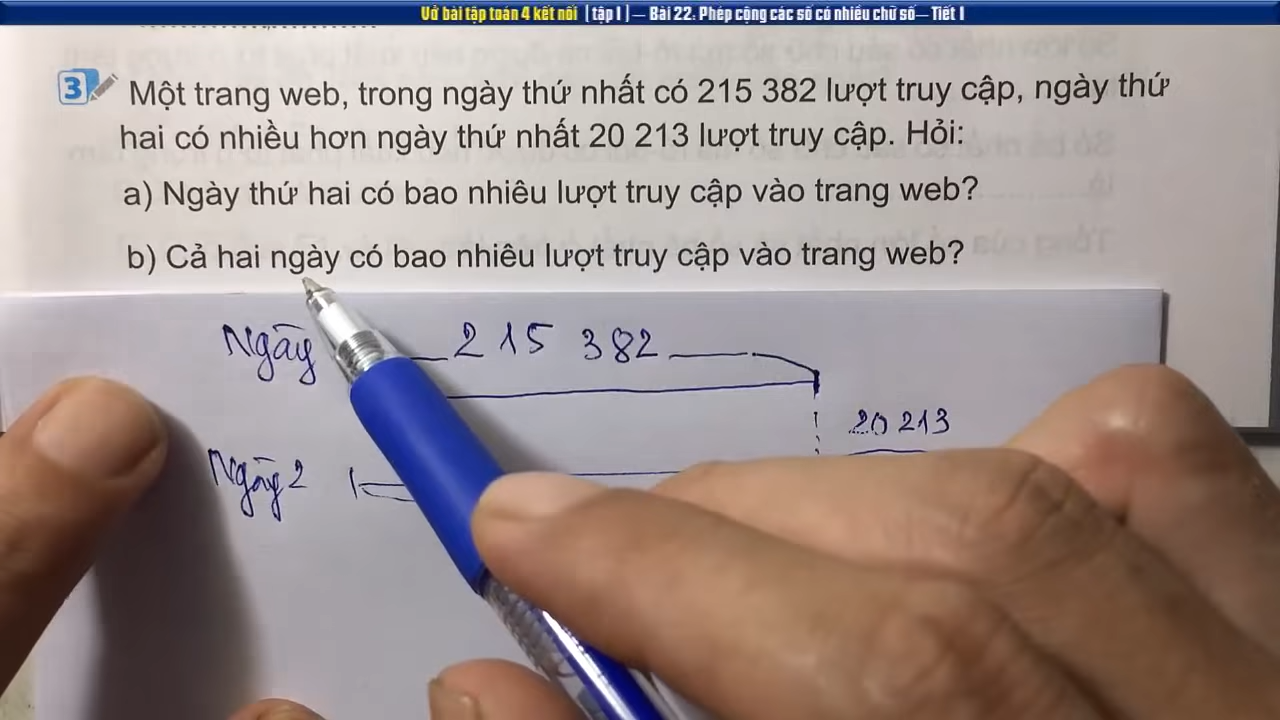 Vở bài tập toán 4 kết nối (tập 1) – Bài 22: Phép cộng các số có nhiều chữ số– Tiết 1
3 Một trang web, trong ngày thứ nhất có 215 382 lượt truy cập, ngày thứ
hai có nhiều hơn ngày thứ nhất 20 213 lượt truy cập. Hỏi:
a) Ngày thứ hai có bao nhiêu lượt truy cập vào trang web?
b) Cả hai ngày có bao nhiêu lượt truy cập vào trang web?
Ngày 215 382
20 213
Ngày 2